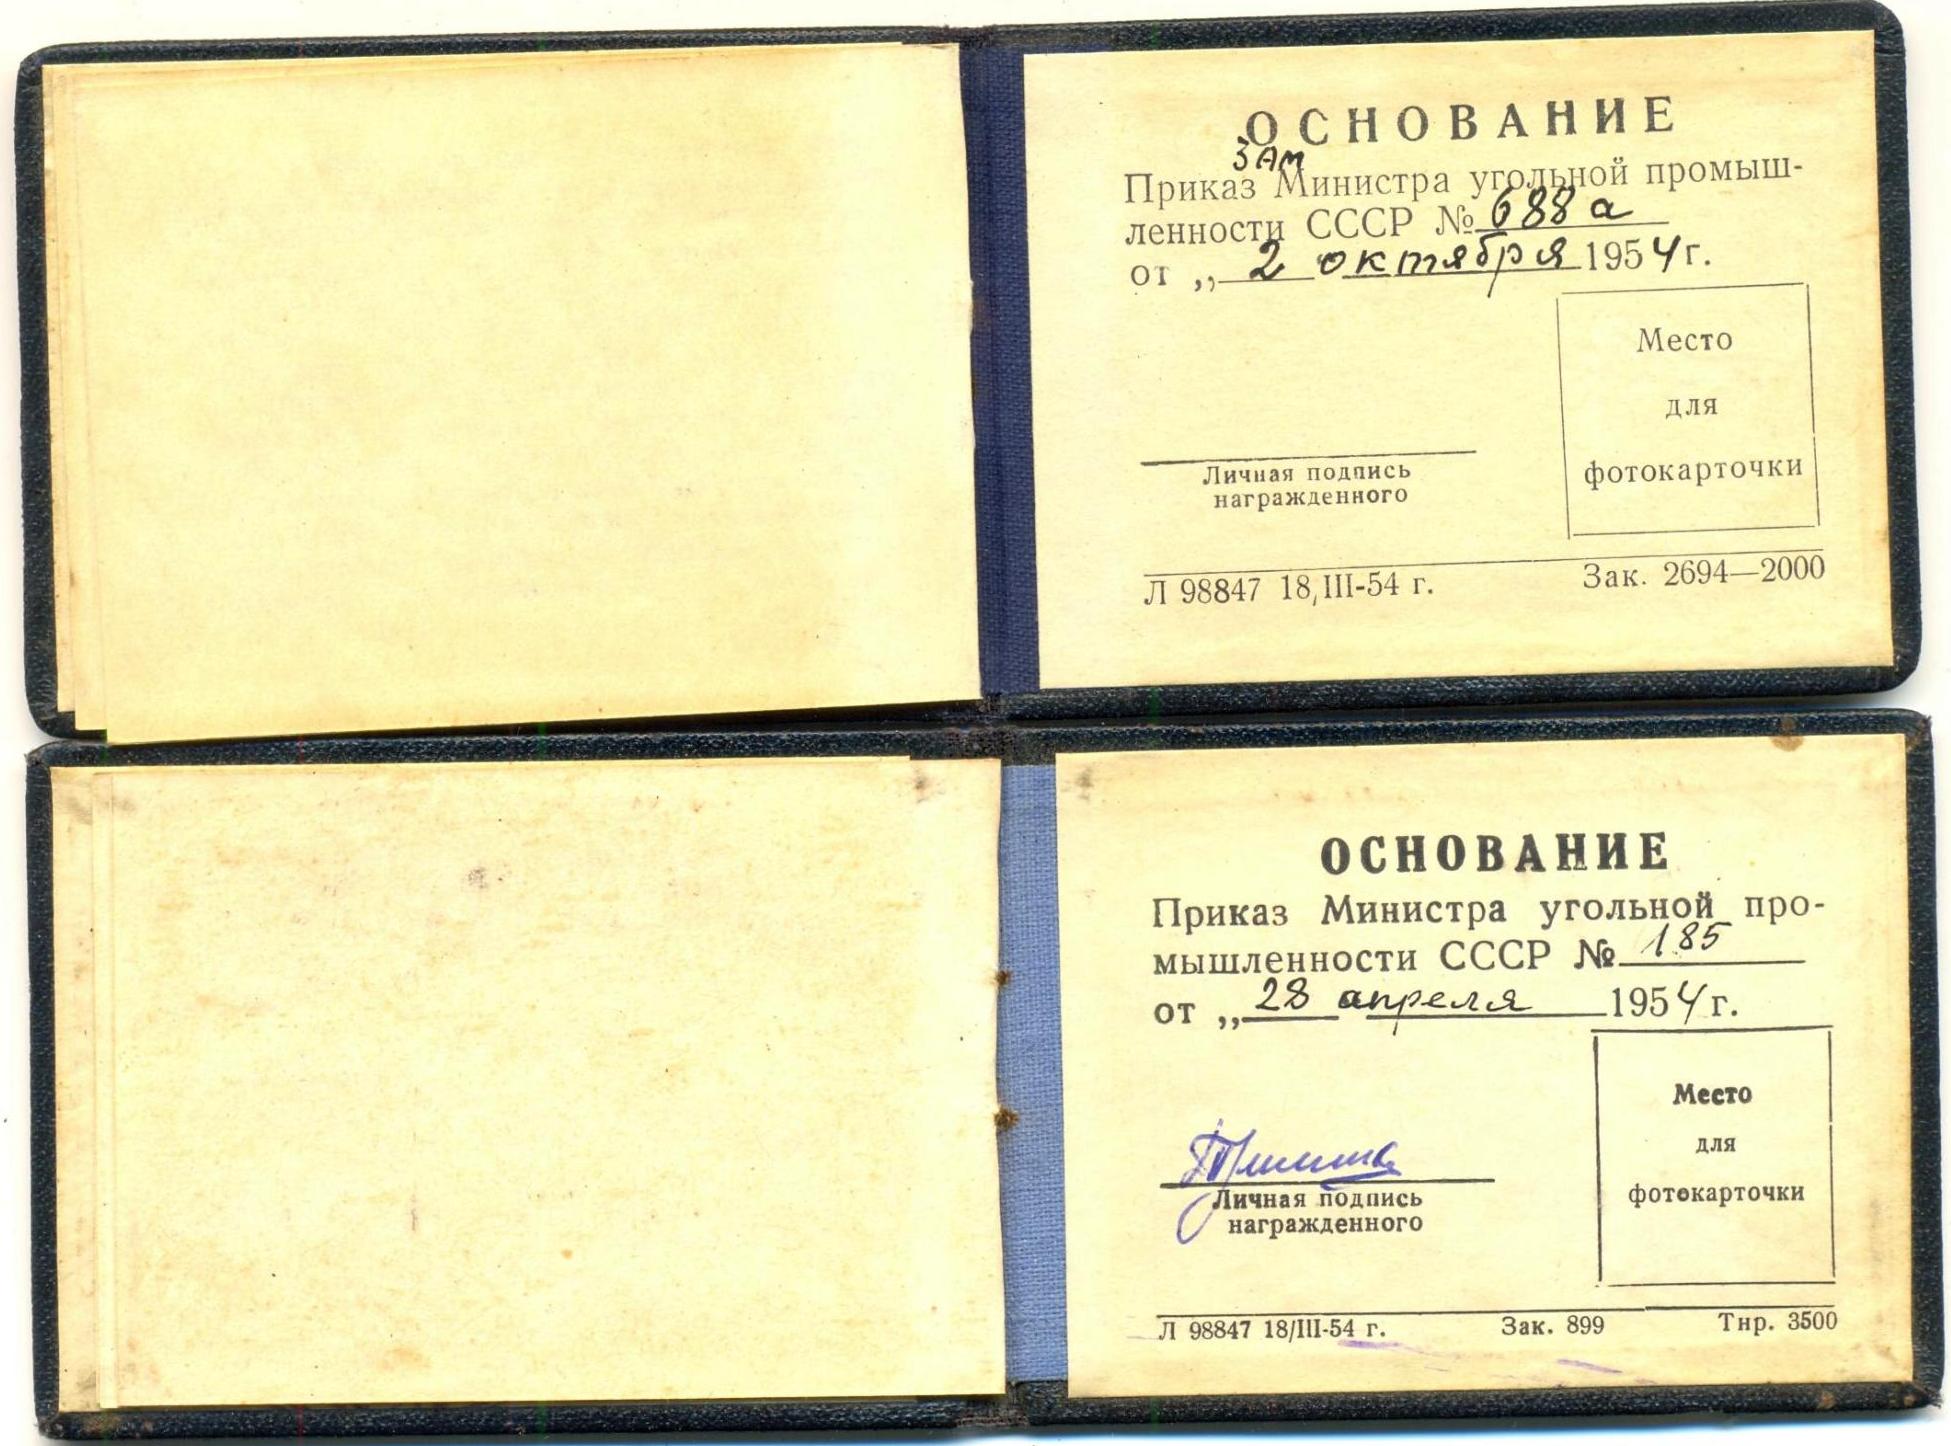 ОСНОВАНИЕ
зам
Приказ Министра угольной промыш-
ленности СССР № 688а
от „ 2 октября 1954 г.
Место
для
фотокарточки
Личная подпись
награжденного
Л 98847 18/III-54 г. Зак. 2694—2000
ОСНОВАНИЕ
Приказ Министра угольной про-
мышленности СССР № 185
от „ 28 апреля 1954 г.
Место
для
фотокарточки
Личная подпись
награжденного
Л 98847 18/III-54 г. Зак. 899 Тир. 3500